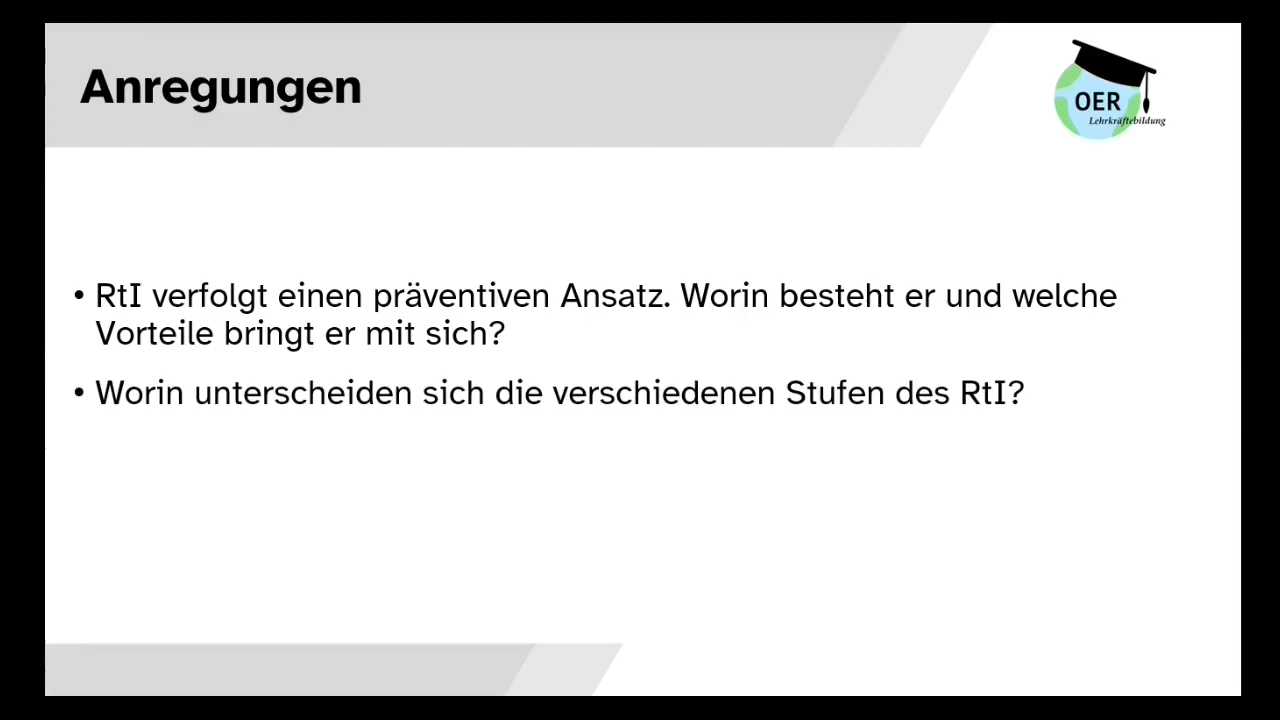 Anregungen
OER
Lehrkräftebildung
• RtI verfolgt einen präventiven Ansatz. Worin besteht er und welche
Vorteile bringt er mit sich?
• Worin unterscheiden sich die verschiedenen Stufen des RtI?